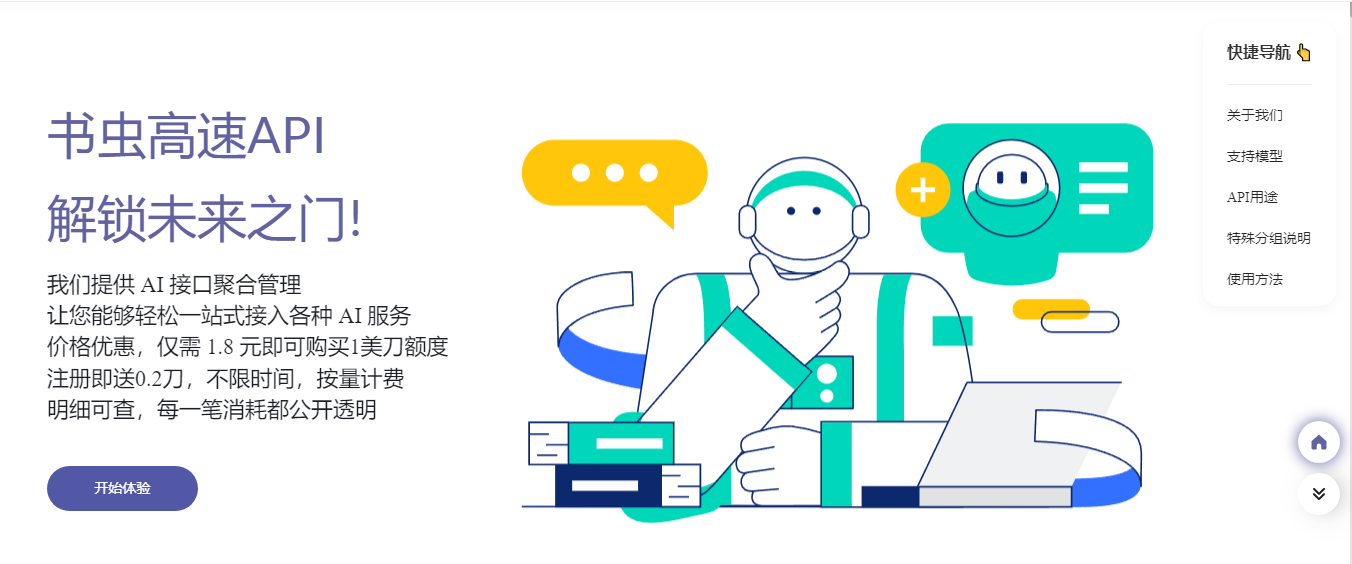 书虫高速API
解锁未来之门!
我们提供 AI 接口聚合管理
让您能够轻松一站式接入各种 AI 服务
价格优惠，仅需 1.8 元即可购买1美刀额度
注册即送0.2刀，不限时间，按量计费
明细可查，每一笔消耗都公开透明
开始体验
快捷导航👆
关于我们
支持模型
API用途
特殊分组说明
使用方法